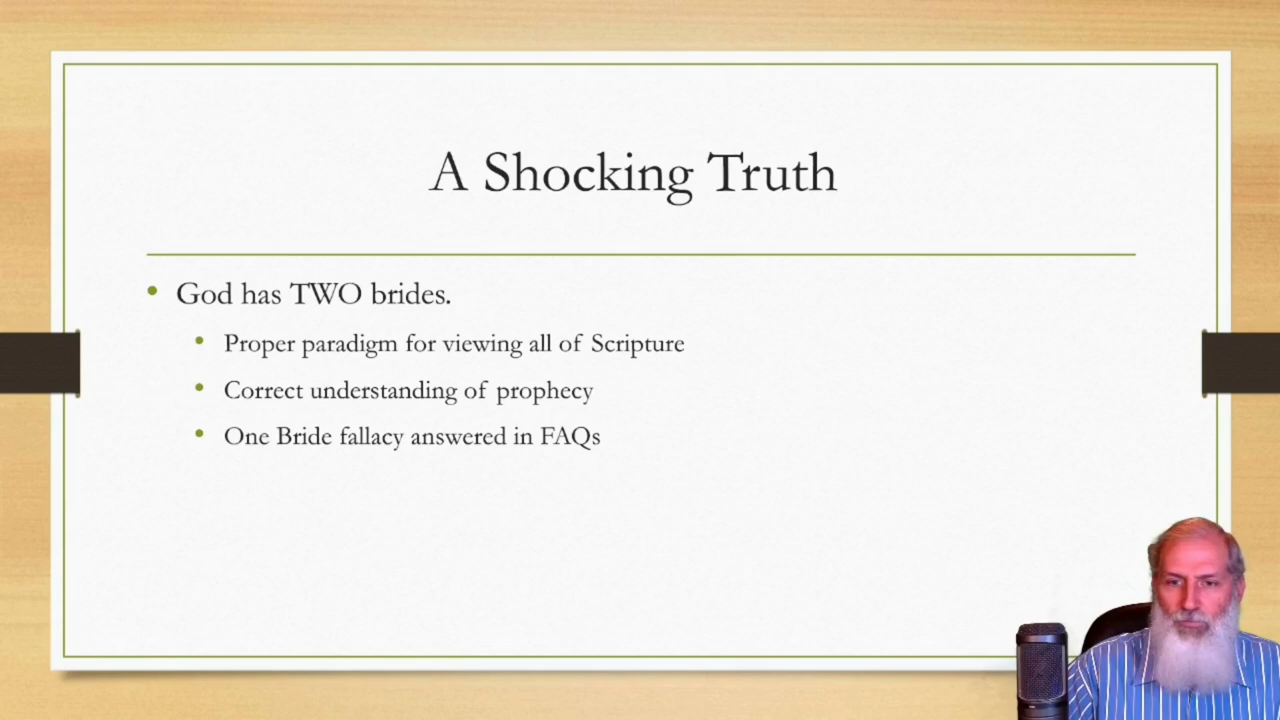 A Shocking Truth
God has TWO brides.
Proper paradigm for viewing all of Scripture
Correct understanding of prophecy
One Bride fallacy answered in FAQs